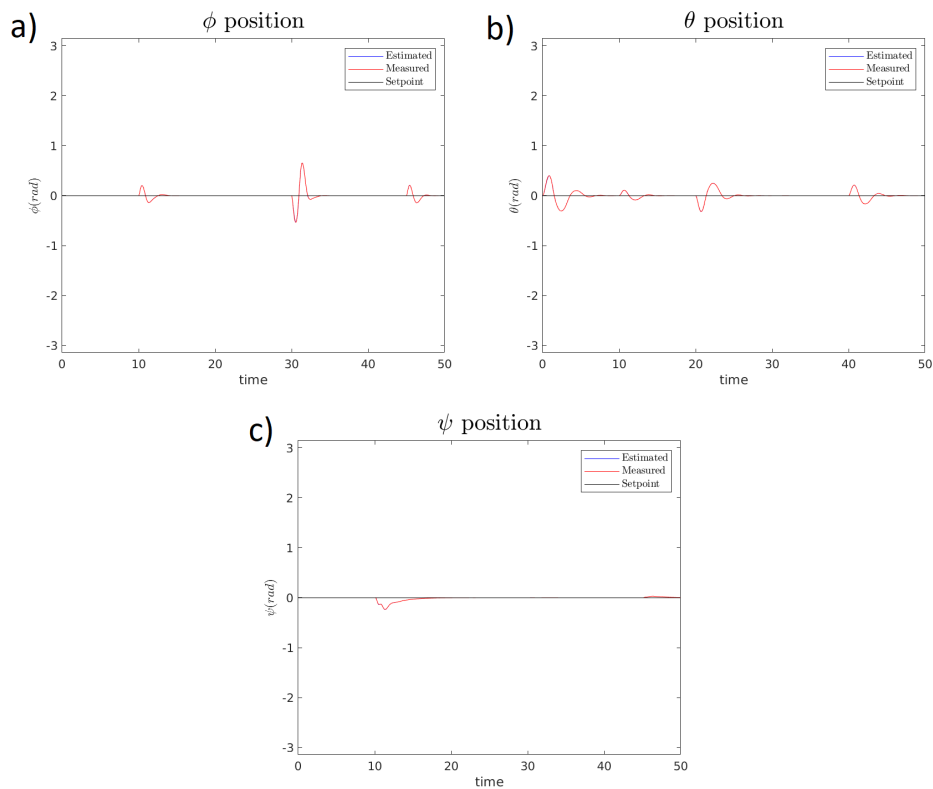 a)
ϕ position
3
2
1
0
-1
-2
-3
ϕ(rad)
0
10
20
30
40
50
time
Estimated
Measured
Setpoint
b)
θ position
3
2
1
0
-1
-2
-3
θ(rad)
0
10
20
30
40
50
time
Estimated
Measured
Setpoint
c)
ψ position
3
2
1
0
-1
-2
-3
ψ(rad)
0
10
20
30
40
50
time
Estimated
Measured
Setpoint